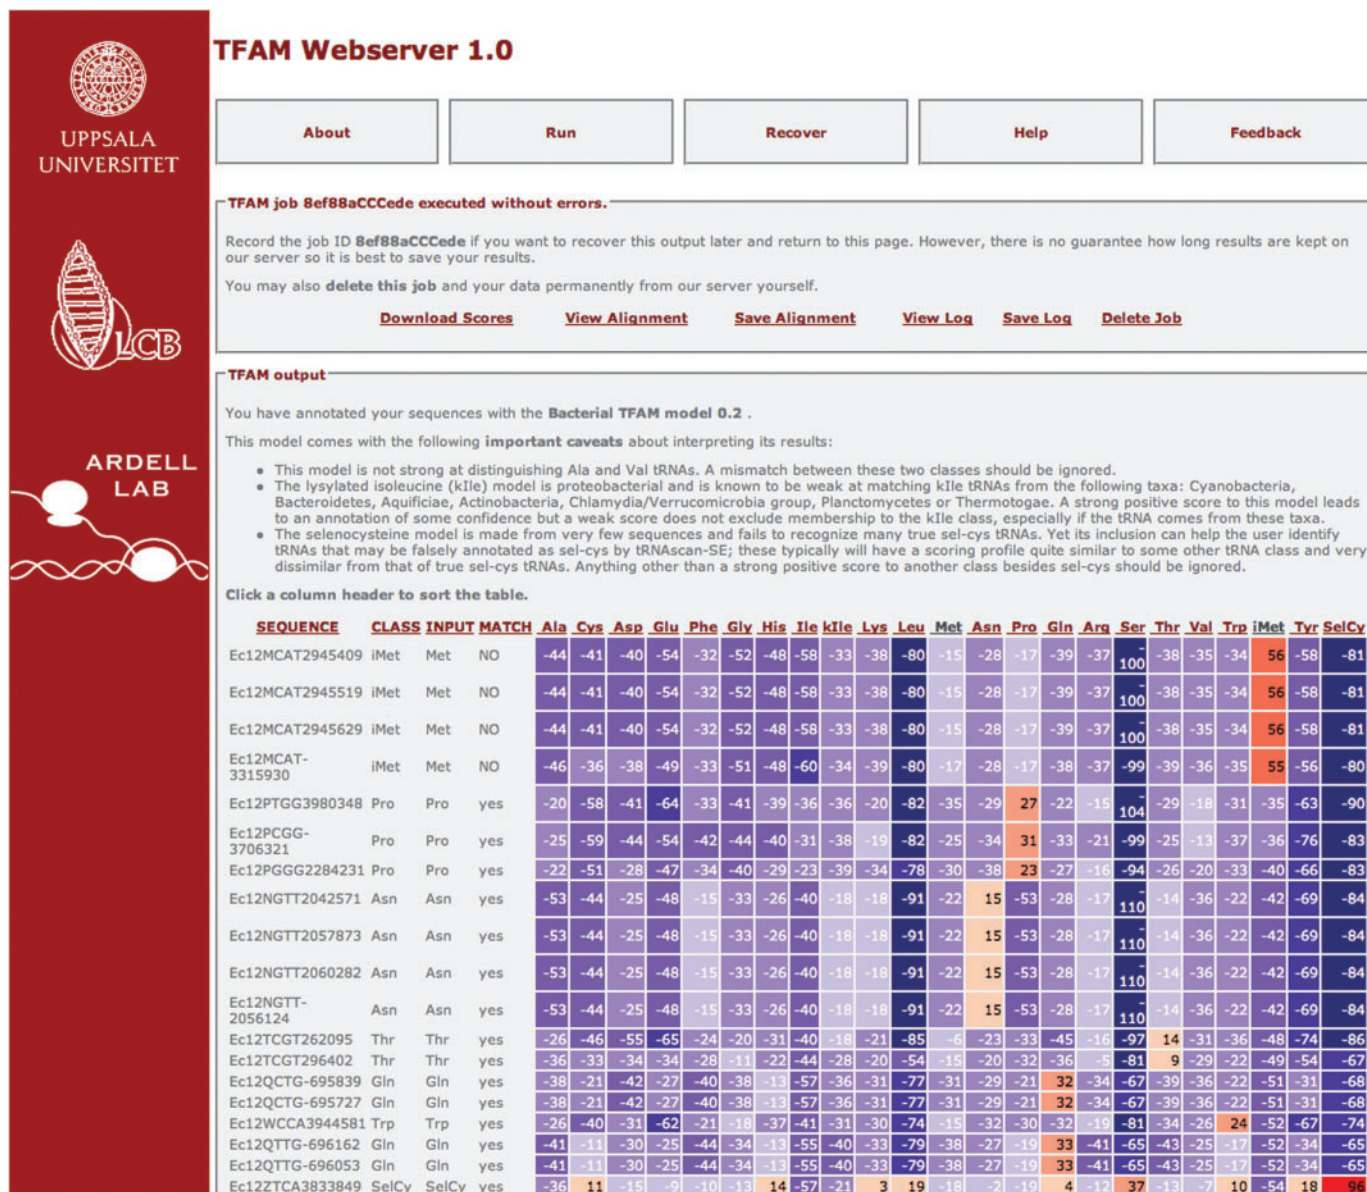 UPPSALA
UNIVERSITET
LCB
ARDELL
LAB
TFAM Webserver 1.0
About Run Recover Help Feedback
TFAM job 8ef88aCCCede executed without errors.
Record the job ID 8ef88aCCCede if you want to recover this output later and return to this page. However, there is no guarantee how long results are kept on
our server so it is best to save your results.
You may also delete this job and your data permanently from our server yourself.
Download Scores View Alignment Save Alignment View Log Save Log Delete Job
TFAM output
You have annotated your sequences with the Bacterial TFAM model 0.2 .
This model comes with the following important caveats about interpreting its results:
• This model is not strong at distinguishing Ala and Val tRNAs. A mismatch between these two classes should be ignored.
• The lysylated isoleucine (kIle) model is proteobacterial and is known to be weak at matching kIle tRNAs from the following taxa: Cyanobacteria,
Bacteroidetes, Aquificiae, Actinobacteria, Chlamydia/Verrucomicrobia group, Planctomycetes or Thermotogae. A strong positive score to this model leads
to an annotation of some confidence but a weak score does not exclude membership to the kIle class, especially if the tRNA comes from these taxa.
• The selenocysteine model is made from very few sequences and fails to recognize many true sel-cys tRNAs. Yet its inclusion can help the user identify
tRNAs that may be falsely annotated as sel-cys by tRNAscan-SE; these typically will have a scoring profile quite similar to some other tRNA class and very
dissimilar from that of true sel-cys tRNAs. Anything other than a strong positive score to another class besides sel-cys should be ignored.
Click a column header to sort the table.
SEQUENCE CLASS INPUT MATCH Ala Cys Asp Glu Phe Gly His Ile kIle Lys Leu Met Asn Pro Gln Arg Ser Thr Val Trp iMet Tyr SelCy
Ec12MCAT2945409 iMet Met NO -44 -41 -40 -54 -32 -52 -48 -58 -33 -38 -80 -15 -28 -17 -39 -37 -100 -38 -35 -34 56 -58 -81
Ec12MCAT2945519 iMet Met NO -44 -41 -40 -54 -32 -52 -48 -58 -33 -38 -80 -15 -28 -17 -39 -37 -100 -38 -35 -34 56 -58 -81
Ec12MCAT2945629 iMet Met NO -44 -41 -40 -54 -32 -52 -48 -58 -33 -38 -80 -15 -28 -17 -39 -37 -100 -38 -35 -34 56 -58 -81
Ec12MCAT-
3315930 iMet Met NO -46 -36 -38 -49 -33 -51 -48 -60 -34 -39 -80 -17 -28 -17 -38 -37 -99 -39 -36 -35 55 -56 -80
Ec12PTGG3980348 Pro Pro yes -20 -58 -41 -64 -33 -41 -39 -36 -36 -20 -82 -35 -29 27 -22 -15 -104 -29 -18 -31 -35 -63 -90
Ec12PCGG-
3706321 Pro Pro yes -25 -59 -44 -54 -42 -44 -40 -31 -38 -19 -82 -25 -34 31 -33 -21 -99 -25 -13 -37 -36 -76 -83
Ec12PGGG2284231 Pro Pro yes -22 -51 -28 -47 -34 -40 -29 -23 -39 -34 -78 -30 -38 23 -27 -16 -94 -26 -20 -33 -40 -66 -83
Ec12NGTT2042571 Asn Asn yes -53 -44 -25 -48 -15 -33 -26 -40 -18 -18 -91 -22 15 -53 -28 -17 -110 -14 -36 -22 -42 -69 -84
Ec12NGTT2057873 Asn Asn yes -53 -44 -25 -48 -15 -33 -26 -40 -18 -18 -91 -22 15 -53 -28 -17 -110 -14 -36 -22 -42 -69 -84
Ec12NGTT2060282 Asn Asn yes -53 -44 -25 -48 -15 -33 -26 -40 -18 -18 -91 -22 15 -53 -28 -17 -110 -14 -36 -22 -42 -69 -84
Ec12NGTT-
2056124 Asn Asn yes -53 -44 -25 -48 -15 -33 -26 -40 -18 -18 -91 -22 15 -53 -28 -17 -110 -14 -36 -22 -42 -69 -84
Ec12TCGT262095 Thr Thr yes -26 -46 -55 -65 -24 -20 -31 -40 -18 -21 -85 -6 -23 -33 -45 -16 -97 14 -31 -36 -48 -74 -86
Ec12TCGT296402 Thr Thr yes -36 -33 -34 -34 -28 -11 -22 -44 -28 -20 -54 -15 -20 -32 -36 -5 -81 9 -29 -22 -49 -54 -67
Ec12QCTG-695839 Gln Gln yes -38 -21 -42 -27 -40 -38 -13 -57 -36 -31 -77 -31 -29 -21 32 -34 -67 -39 -36 -22 -51 -31 -68
Ec12QCTG-695727 Gln Gln yes -38 -21 -42 -27 -40 -38 -13 -57 -36 -31 -77 -31 -29 -21 32 -34 -67 -39 -36 -22 -51 -31 -68
Ec12WCCA3944581 Trp Trp yes -26 -40 -31 -62 -21 -18 -37 -41 -31 -30 -74 -15 -32 -30 -32 -19 -81 -34 -26 24 -52 -67 -74
Ec12QTTG-696162 Gln Gln yes -41 -11 -30 -25 -44 -34 -13 -55 -40 -33 -79 -38 -27 -19 33 -41 -65 -43 -25 -17 -52 -34 -65
Ec12QTTG-696053 Gln Gln yes -41 -11 -30 -25 -44 -34 -13 -55 -40 -33 -79 -38 -27 -19 33 -41 -65 -43 -25 -17 -52 -34 -65
Ec12ZTCA3833849 SelCy SelCy yes -36 11 -15 -9 -10 -13 14 -57 -21 3 19 -18 -2 -19 4 -12 37 -13 -7 10 -54 18 96